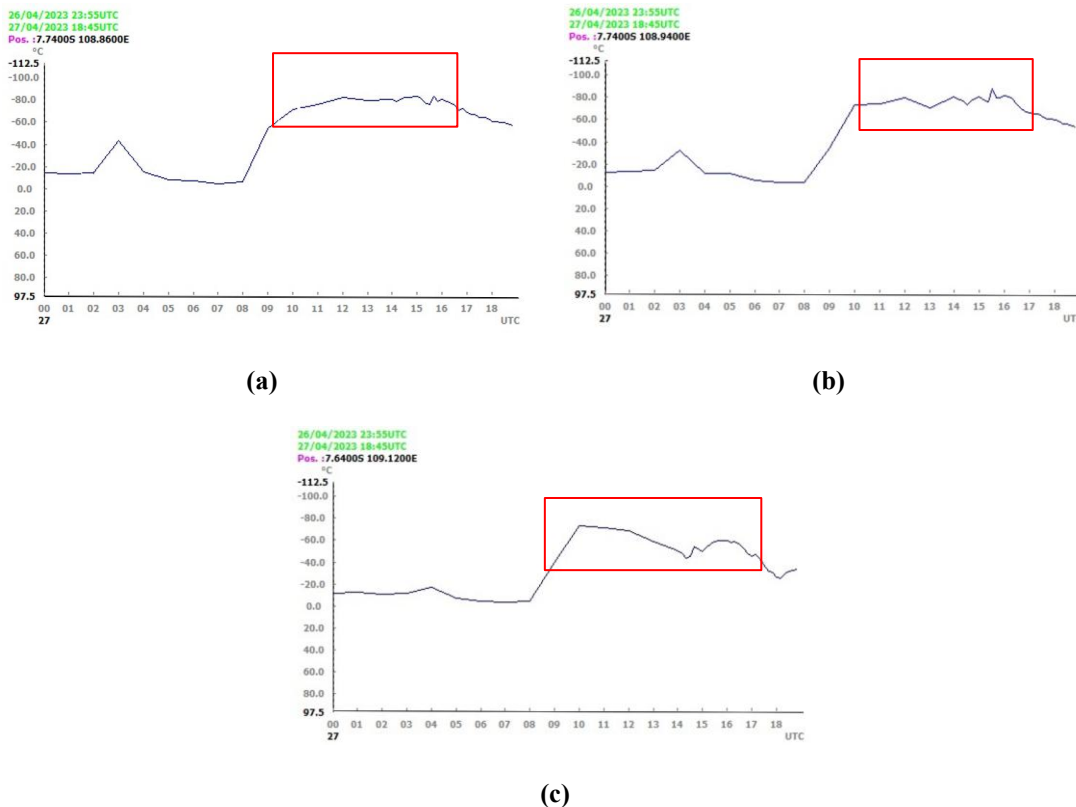 26/04/2023 23:55UTC
27/04/2023 18:45UTC
Pos. :7.7400S 108.8600E
°C
-112.5
-100.0
-80.0
-60.0
-40.0
-20.0
0.0
20.0
40.0
60.0
80.0
97.5
00 01 02 03 04 05 06 07 08 09 10 11 12 13 14 15 16 17 18
27 UTC
(a)
26/04/2023 23:55UTC
27/04/2023 18:45UTC
Pos. :7.7400S 108.9400E
°C
-112.5
-100.0
-80.0
-60.0
-40.0
-20.0
0.0
20.0
40.0
60.0
80.0
97.5
00 01 02 03 04 05 06 07 08 09 10 11 12 13 14 15 16 17 18
27 UTC
(b)
26/04/2023 23:55UTC
27/04/2023 18:45UTC
Pos. :7.6400S 109.1200E
°C
-112.5
-100.0
-80.0
-60.0
-40.0
-20.0
0.0
20.0
40.0
60.0
80.0
97.5
00 01 02 03 04 05 06 07 08 09 10 11 12 13 14 15 16 17 18
27 UTC
(c)